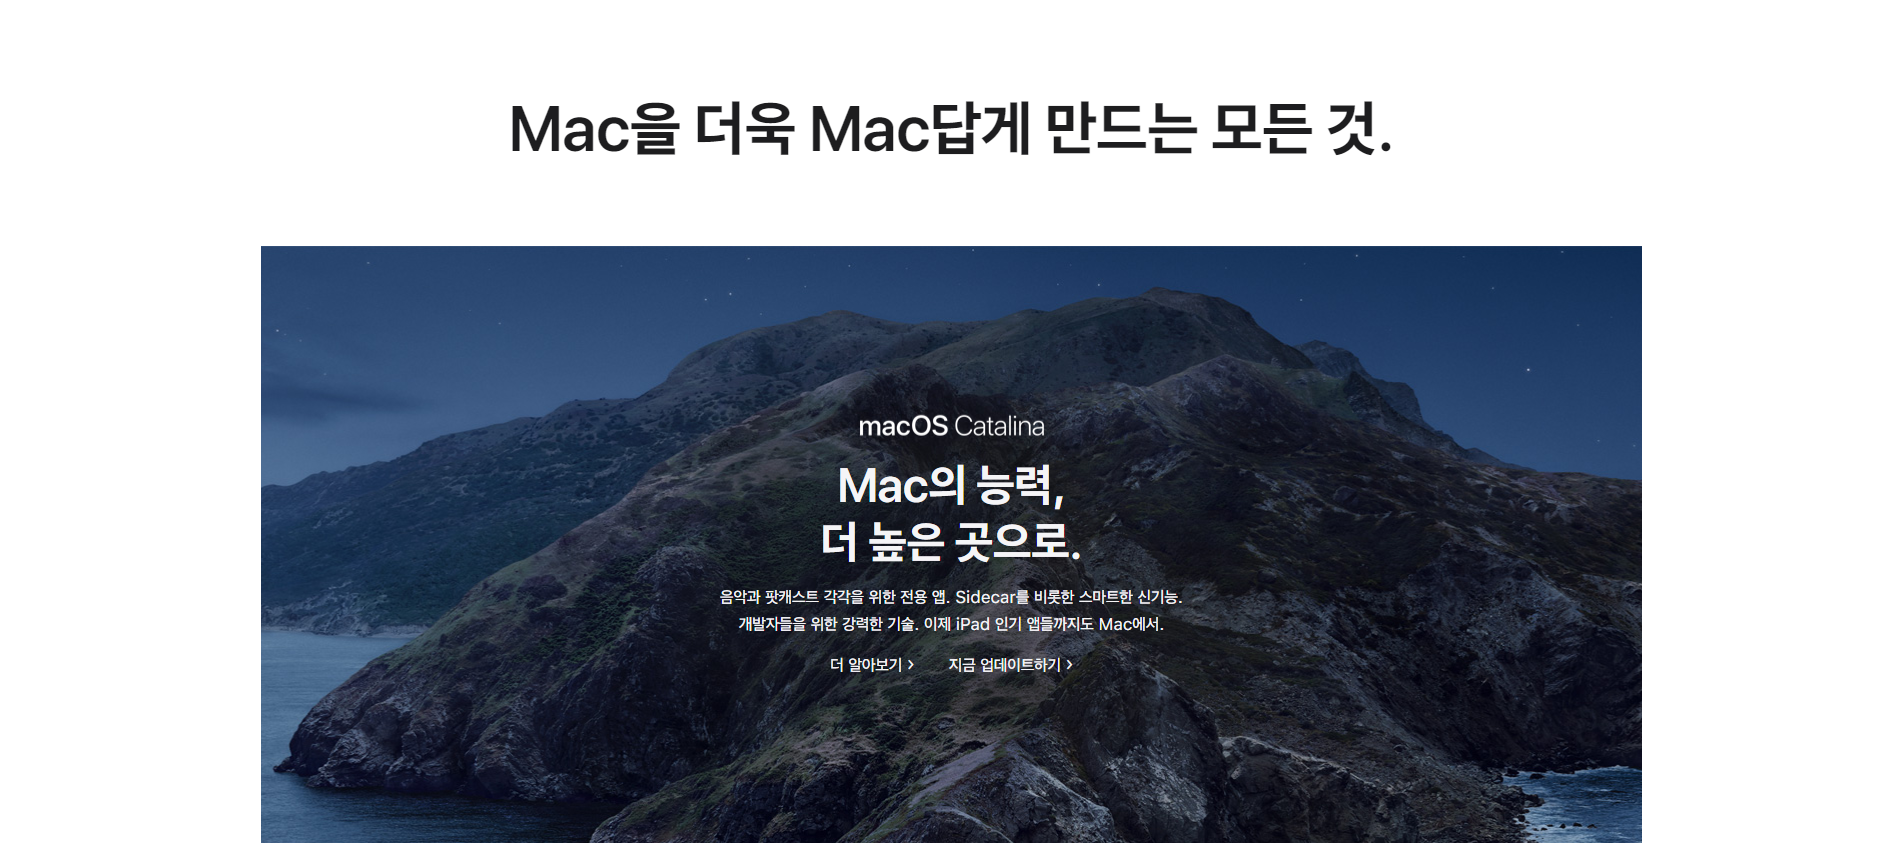 Mac을 더욱 Mac답게 만드는 모든 것.
macOS Catalina
Mac의 능력,
더 높은 곳으로.
음악과 팟캐스트 각각을 위한 전용 앱. Sidecar를 비롯한 스마트한 신기능.
개발자들을 위한 강력한 기술. 이제 iPad 인기 앱들까지도 Mac에서.
더 알아보기 > 지금 업데이트하기 >